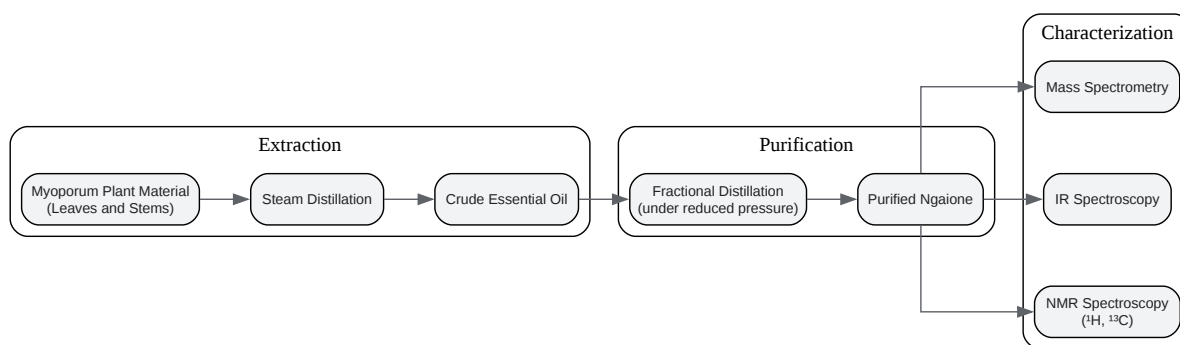 Extraction
Myoporum Plant Material
(Leaves and Stems)
Steam Distillation
Crude Essential Oil
Purification
Fractional Distillation
(under reduced pressure)
Purified Ngaione
Characterization
Mass Spectrometry
IR Spectroscopy
NMR Spectroscopy
(¹H, ¹³C)